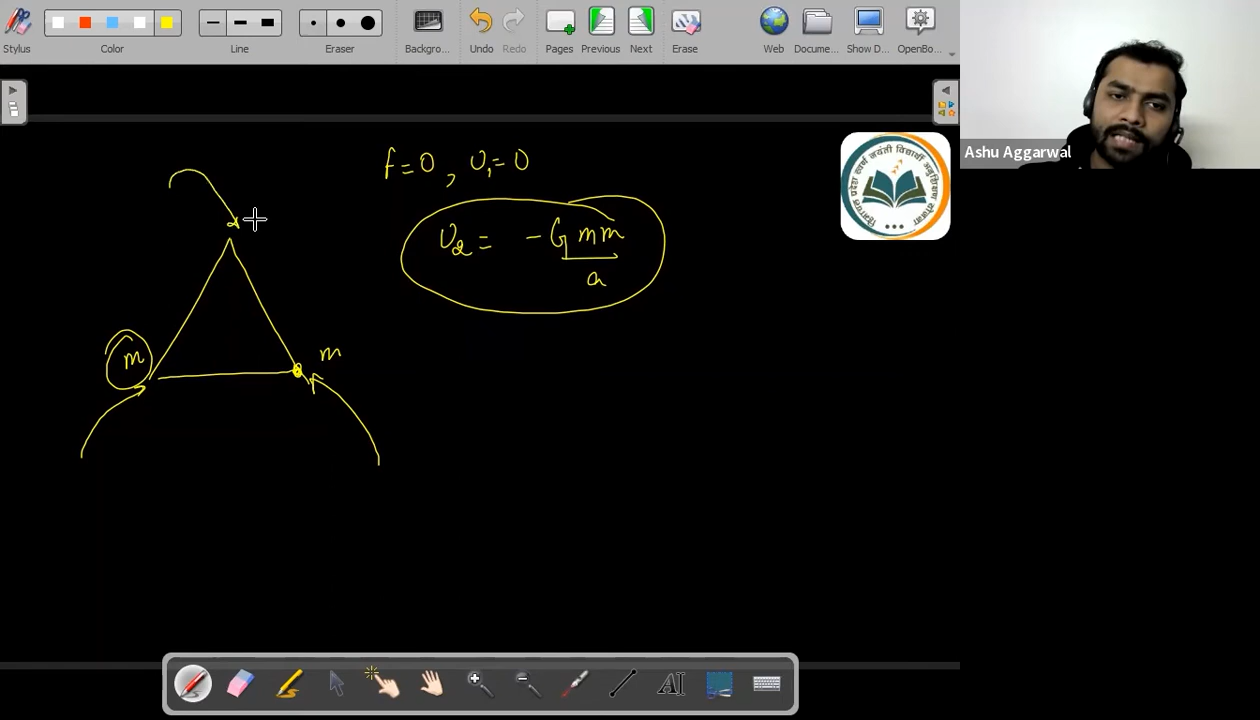 Stylus
Color
Line
Eraser
Backgro...
Undo
Redo
Pages
Previous
Next
Erase
Web
Docume...
Show D...
OpenBo...
Ashu Aggarwal
f=0, U₁=0
U₂ = -Gmm
a
m
m